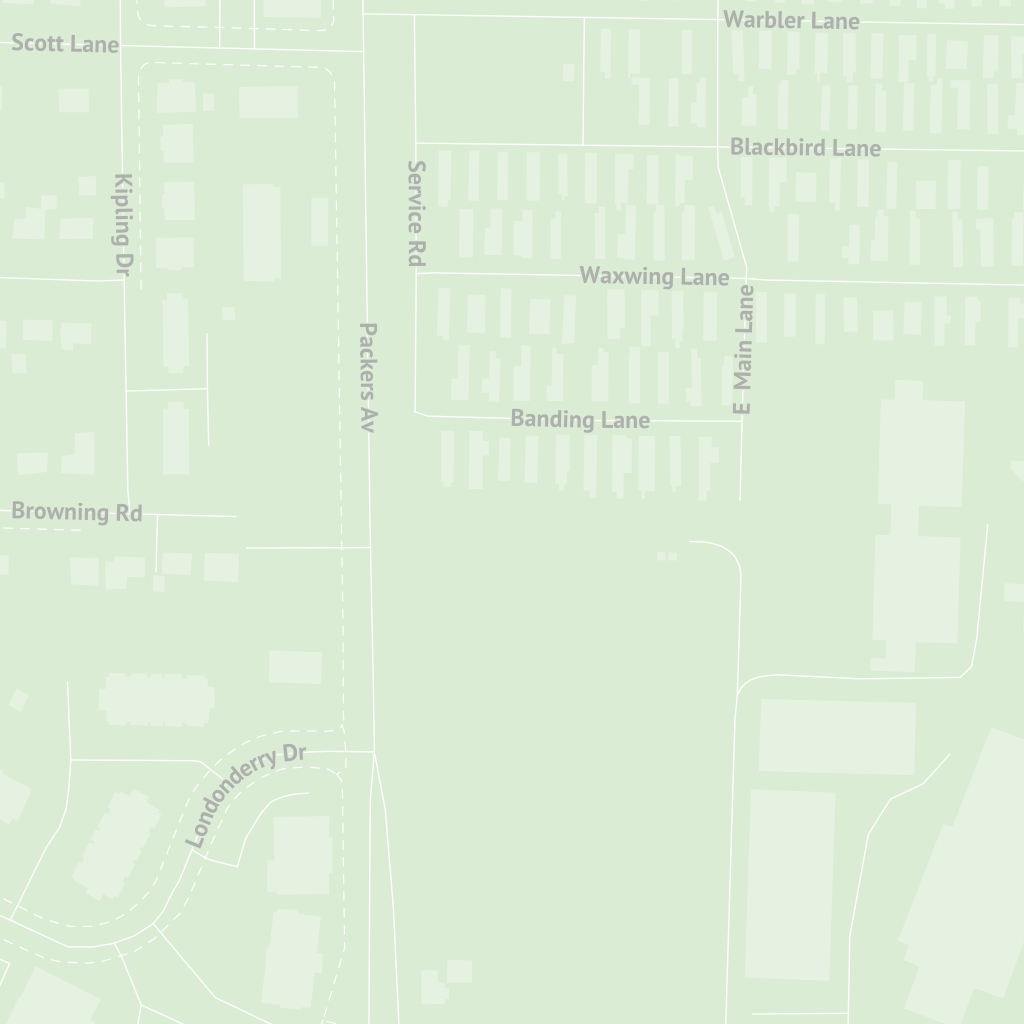 Warbler Lane
Scott Lane
Blackbird Lane
Kipling Dr
Service Rd
Waxwing Lane
E Main Lane
Packers Av
Banding Lane
Browning Rd
Londonderry Dr